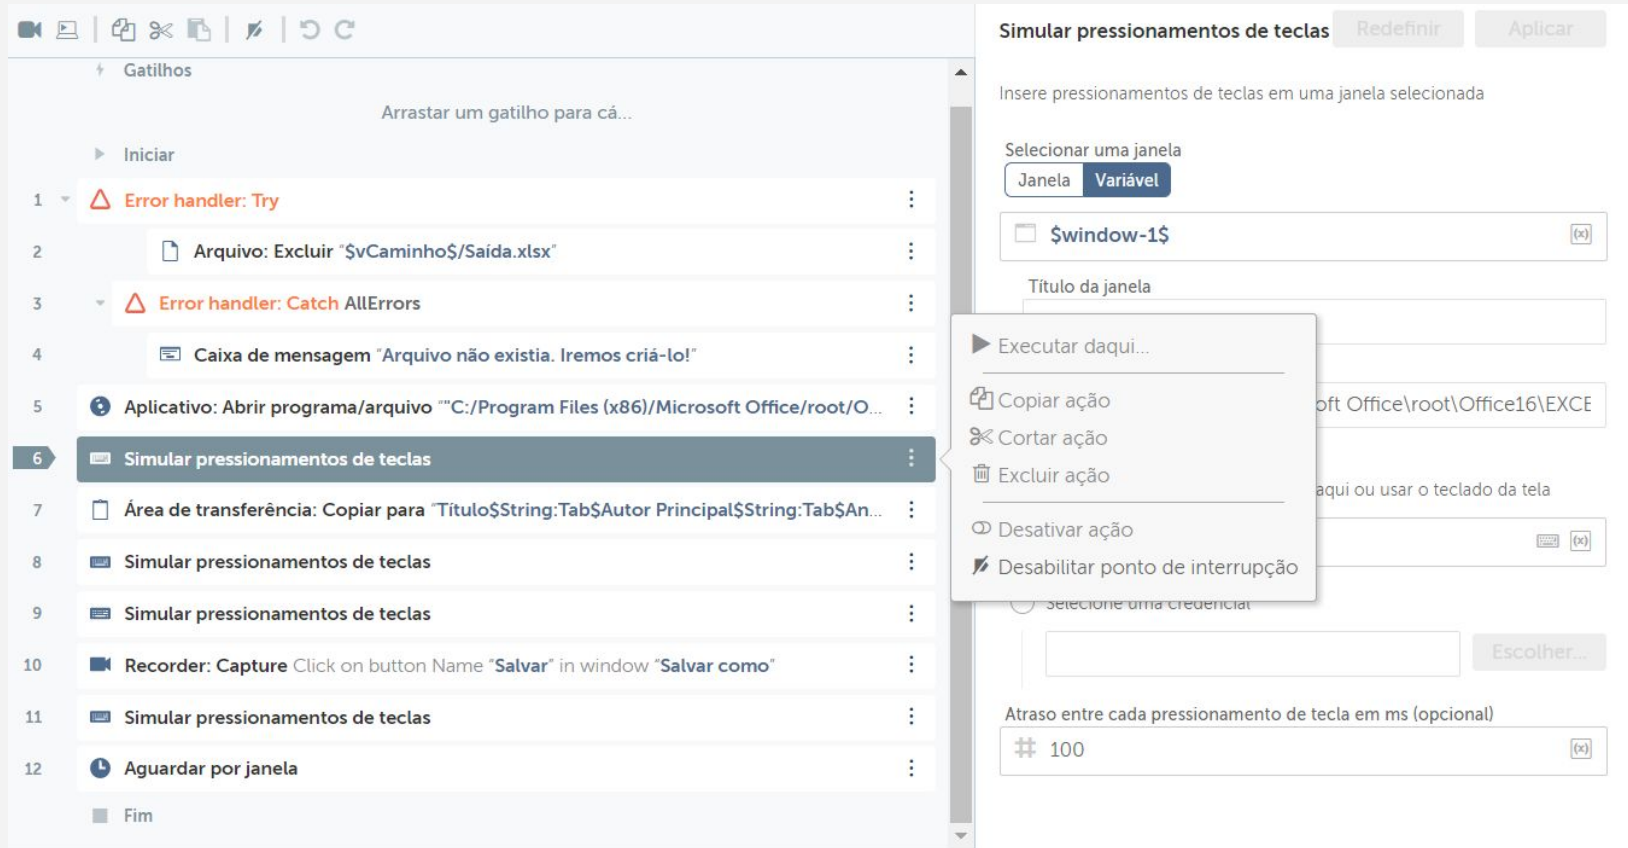 Gatilhos
Arrastar um gatilho para cá...
Iniciar
1 Error handler: Try
2 Arquivo: Excluir "$vCaminho$/Saída.xlsx"
3 Error handler: Catch AllErrors
4 Caixa de mensagem "Arquivo não existia. Iremos criá-lo!"
5 Aplicativo: Abrir programa/arquivo ""C:/Program Files (x86)/Microsoft Office/root/O...
6 Simular pressionamentos de teclas
7 Área de transferência: Copiar para "Título$String:Tab$Autor Principal$String:Tab$An...
8 Simular pressionamentos de teclas
9 Simular pressionamentos de teclas
10 Recorder: Capture Click on button Name "Salvar" in window "Salvar como"
11 Simular pressionamentos de teclas
12 Aguardar por janela
Fim
Executar daqui...
Copiar ação
Cortar ação
Excluir ação
Desativar ação
Desabilitar ponto de interrupção
Simular pressionamentos de teclas
Redefinir
Aplicar
Insere pressionamentos de teclas em uma janela selecionada
Selecionar uma janela
Janela Variável
$window-1$ (x)
Título da janela
oft Office\root\Office16\EXCE
aqui ou usar o teclado da tela
(x)
Selecione uma credencial
Escolher...
Atraso entre cada pressionamento de tecla em ms (opcional)
100 (x)